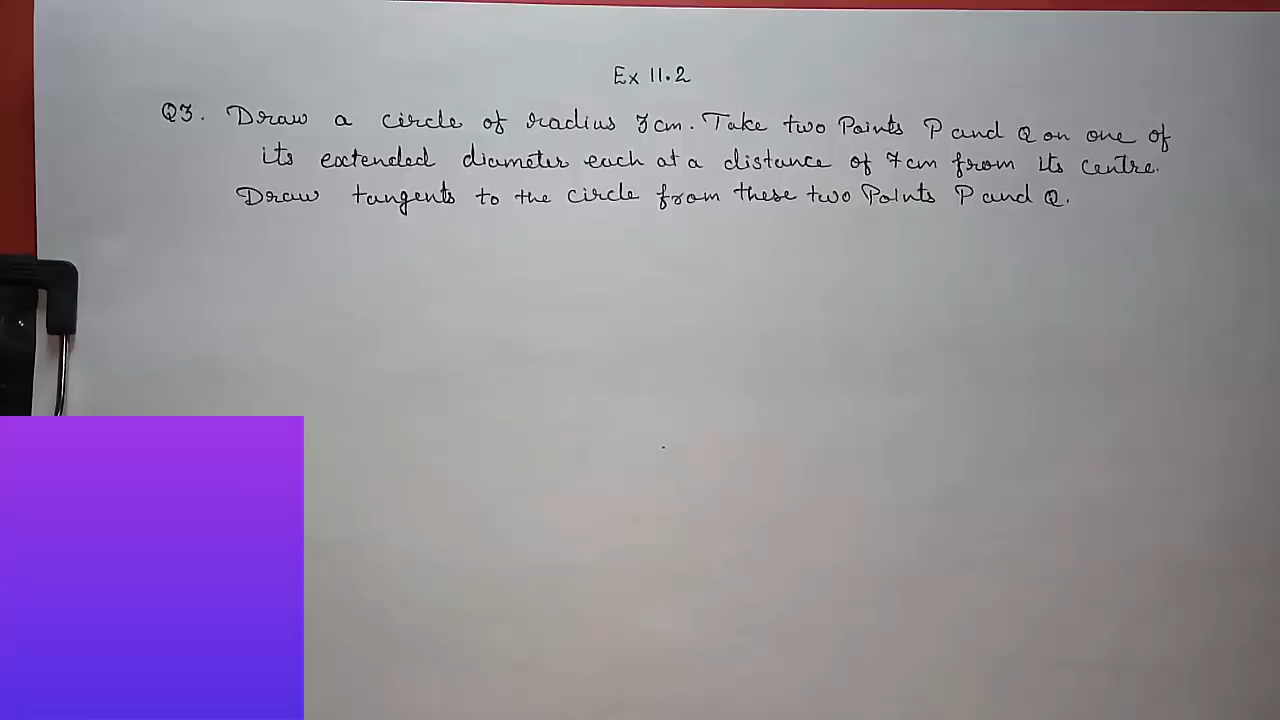 Ex 11.2
Q3. Draw a circle of radius 3cm. Take two Points P and Q on one of
its extended diameter each at a distance of 7cm from its centre.
Draw tangents to the circle from these two Points P and Q.